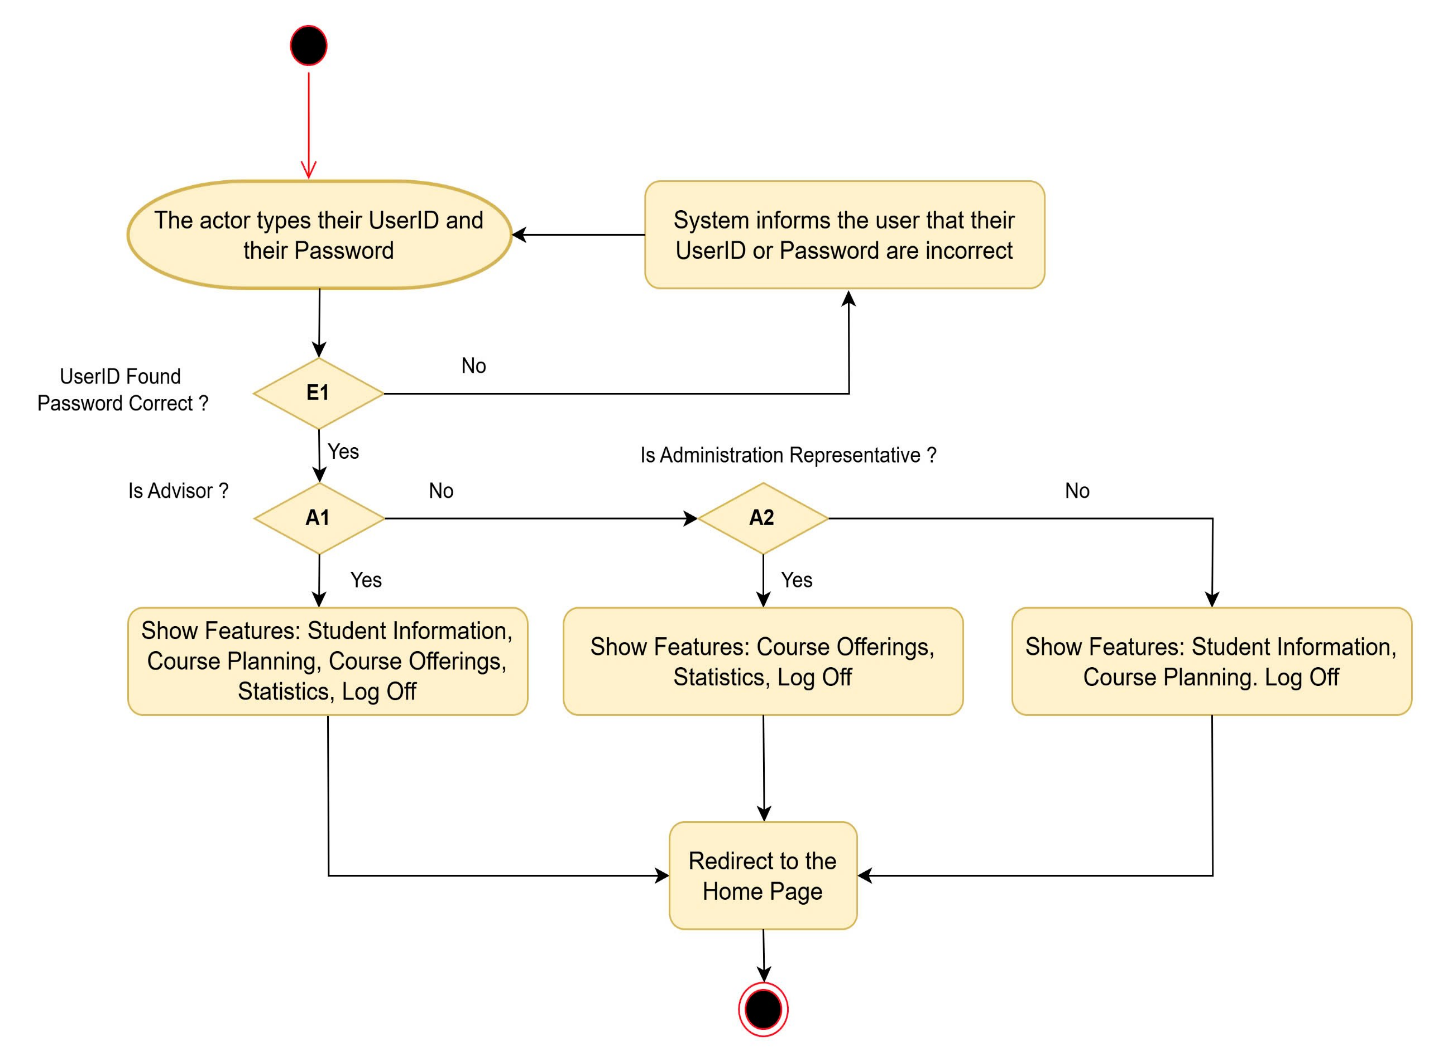 The actor types their UserID and
their Password
System informs the user that their
UserID or Password are incorrect
UserID Found
Password Correct ?
E1
No
Yes
Is Advisor ?
A1
No
Is Administration Representative ?
A2
No
Yes
Yes
Show Features: Student Information,
Course Planning, Course Offerings,
Statistics, Log Off
Show Features: Course Offerings,
Statistics, Log Off
Show Features: Student Information,
Course Planning. Log Off
Redirect to the
Home Page